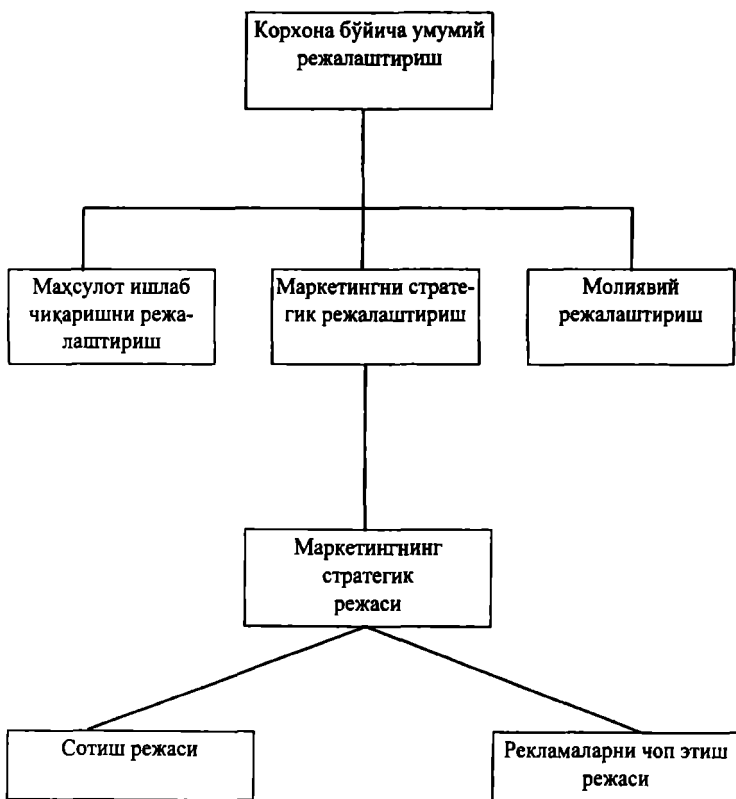 Корхона бўйича умумий
режалаштириш
Маҳсулот ишлаб
чиқаришни режа-
лаштириш
Маркетингни страте-
гик режалаштириш
Молиявий
режалаштириш
Маркетингнинг
стратегик
режаси
Сотиш режаси
Рекламаларни чоп этиш
режаси